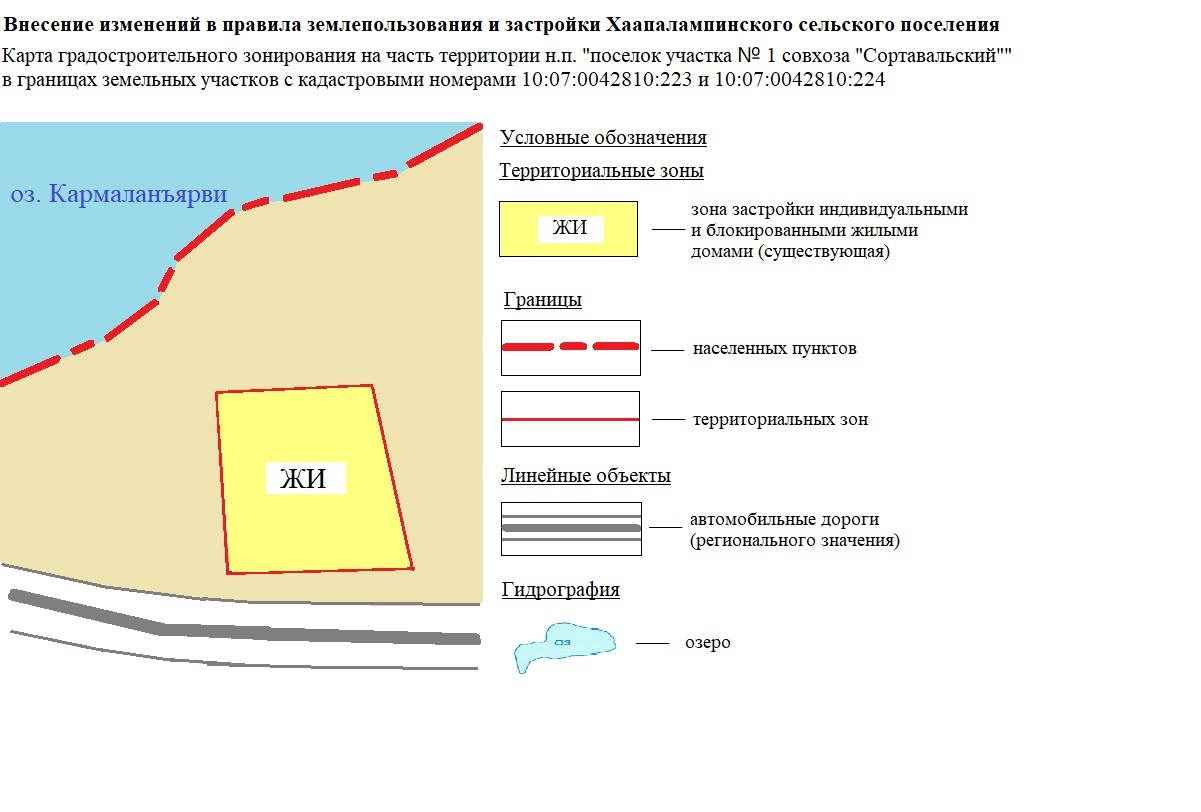 Внесение изменений в правила землепользования и застройки Хаапалампинского сельского поселения
Карта градостроительного зонирования на часть территории н.п. "поселок участка № 1 совхоза "Сортавальский""
в границах земельных участков с кадастровыми номерами 10:07:0042810:223 и 10:07:0042810:224
оз. Кармаланъярви
ЖИ
Условные обозначения
Территориальные зоны
ЖИ
зона застройки индивидуальными
и блокированными жилыми
домами (существующая)
Границы
населенных пунктов
территориальных зон
Линейные объекты
автомобильные дороги
(регионального значения)
Гидрография
оз
озеро